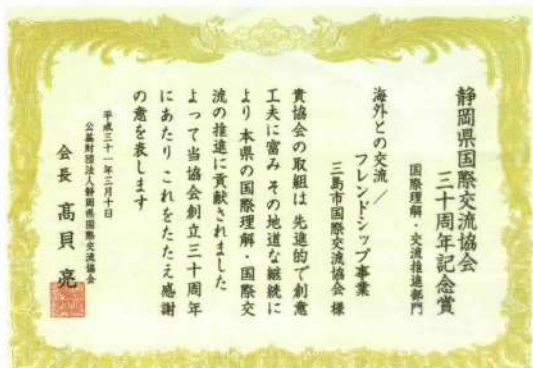 静岡県国際交流協会
三十周年記念賞
国際理解・交流推進部門
海外との交流／
フレンドシップ事業
三島市国際交流協会 様
貴協会の取組は 先進的で創意
工夫に富み その地道な継続に
より 本県の国際理解・国際交
流の推進に貢献されました
よって当協会創立三十周年
にあたり これをたたえ感謝
の意を表します
平成三十一年三月十日
公益財団法人静岡県国際交流協会
会長 髙貝亮